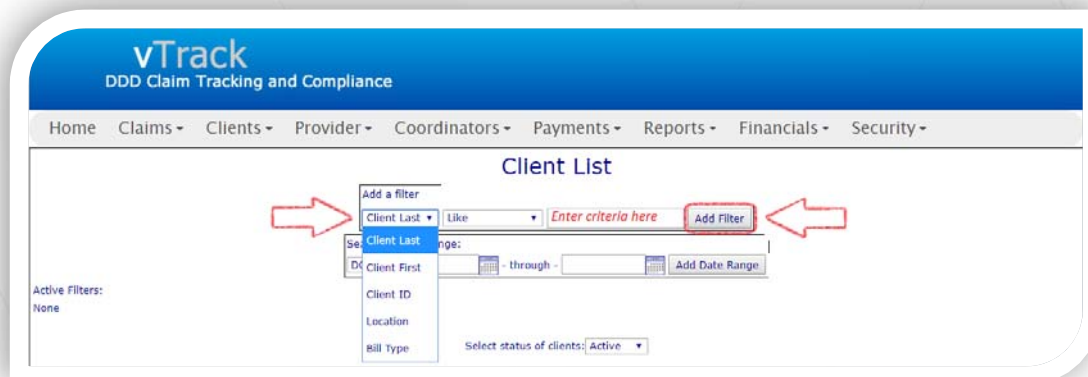 vTrack
DDD Claim Tracking and Compliance
Home Claims Clients Provider Coordinators Payments Reports Financials Security
Client List
Add a filter
Client Last Like Enter criteria here Add Filter
Client Last
Client First
- through - Add Date Range
Client ID
Location
Bill Type
Active Filters:
None
Select status of clients: Active